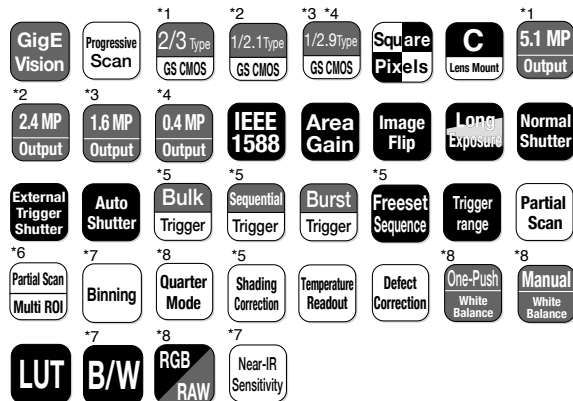 *1 *2 *3 *4 *1
GigE Vision
Progressive Scan
2/3 Type GS CMOS
1/2.1Type GS CMOS
1/2.9Type GS CMOS
Square Pixels
C Lens Mount
5.1 MP Output
*2 *3 *4
2.4 MP Output
1.6 MP Output
0.4 MP Output
IEEE 1588
Area Gain
Image Flip
Long Exposure
Normal Shutter
*5 *5 *5
External Trigger Shutter
Auto Shutter
Bulk Trigger
Sequential Trigger
Burst Trigger
Freeset Sequence
Trigger range
Partial Scan
*6 *7 *8 *5 *8 *8
Partial Scan Multi ROI
Binning
Quarter Mode
Shading Correction
Temperature Readout
Defect Correction
One-Push White Balance
Manual White Balance
*7 *8 *7
LUT
B/W
RGB RAW
Near-IR Sensitivity